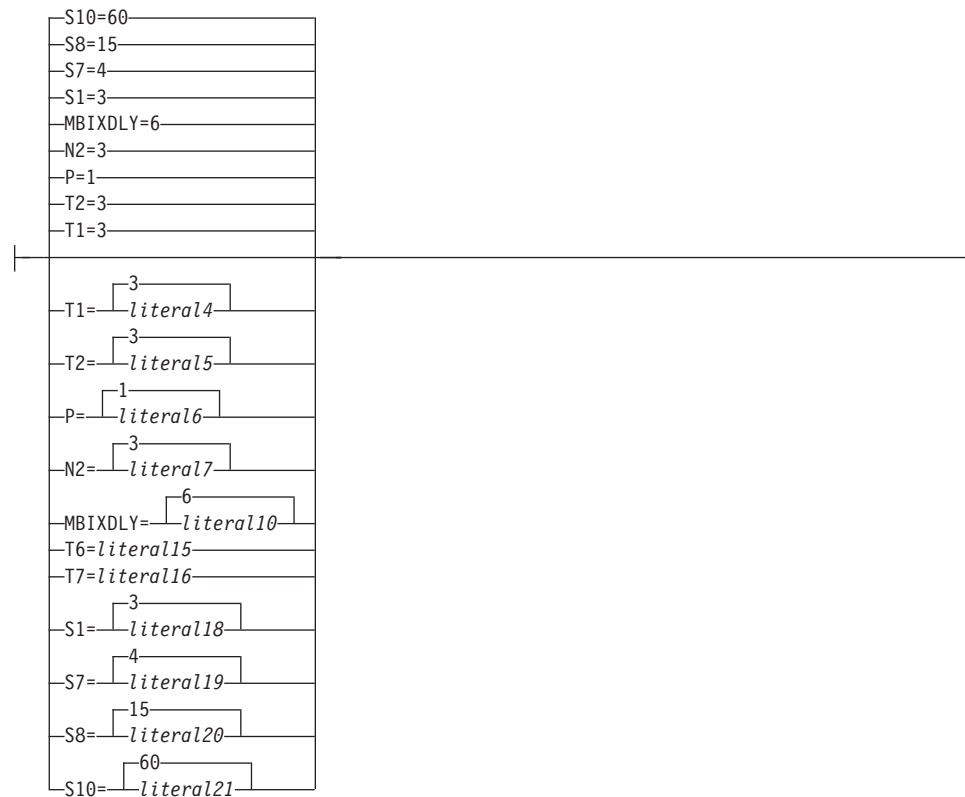 S10=60
S8=15
S7=4
S1=3
MBIXDLY=6
N2=3
P=1
T2=3
T1=3
3
T1= literal4
3
T2= literal5
1
P= literal6
3
N2= literal7
6
MBIXDLY= literal10
T6=literal15
T7=literal16
3
S1= literal18
4
S7= literal19
15
S8= literal20
60
S10= literal21